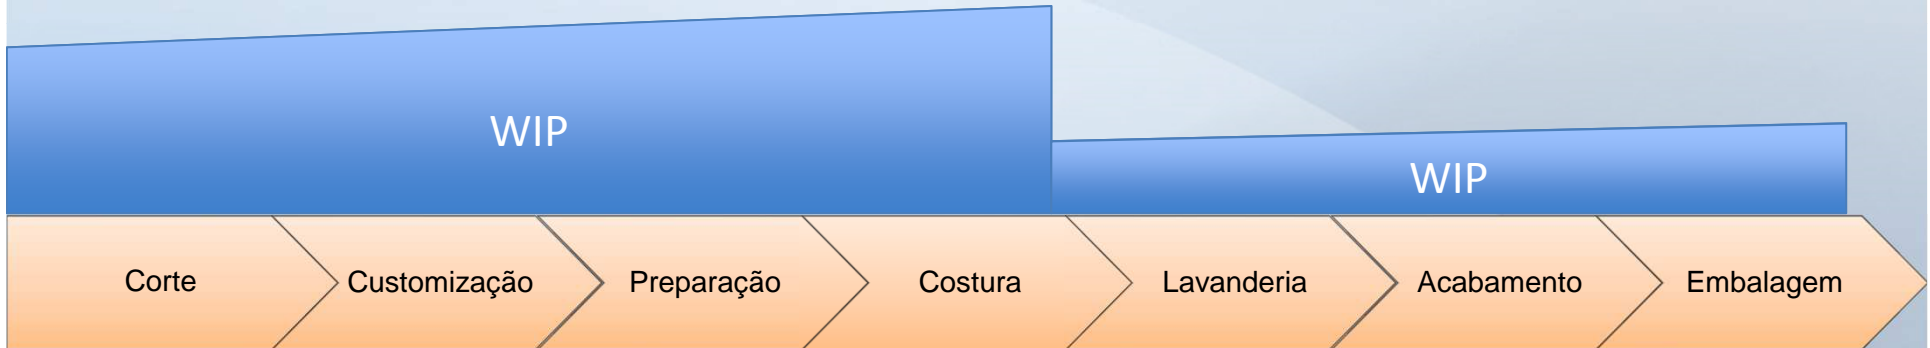 WIP
WIP
Corte
Customização
Preparação
Costura
Lavanderia
Acabamento
Embalagem